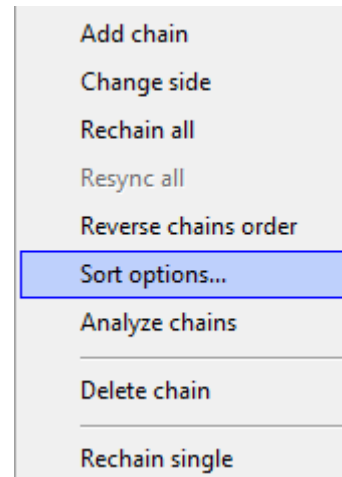 Add chain
Change side
Rechain all
Resync all
Reverse chains order
Sort options...
Analyze chains
Delete chain
Rechain single